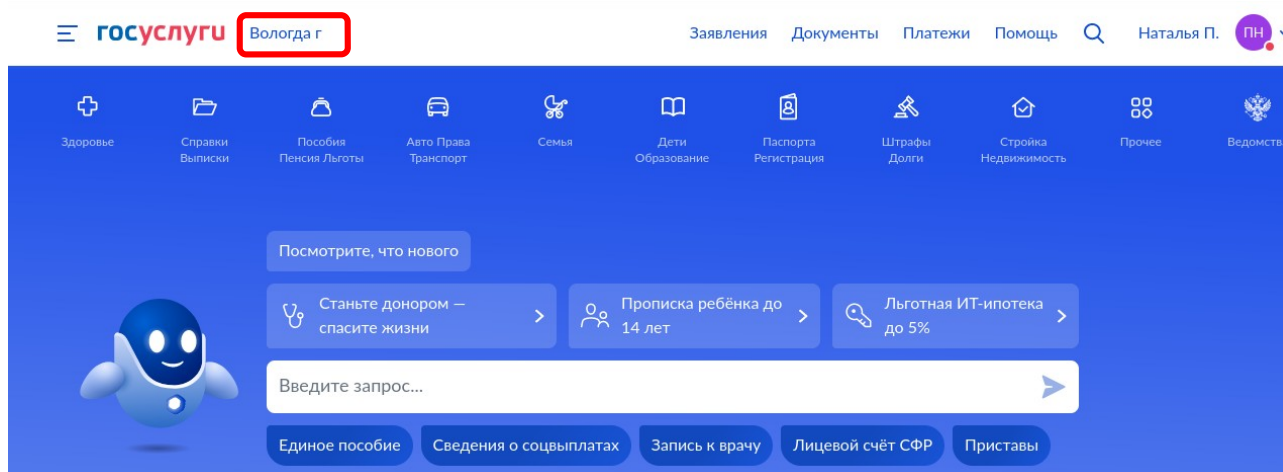 госуслуги Вологда г Заявления Документы Платежи Помощь Наталья П. ПН
Здоровье Справки Пособия Авто Права Семья Дети Паспорта Штрафы Стройка Прочее Ведомств
Выписки Пенсия Льготы Транспорт Образование Регистрация Долги Недвижимость
Посмотрите, что нового
Станьте донором — Прописка ребёнка до Льготная ИТ-ипотека
спасите жизни 14 лет до 5%
Введите запрос...
Единое пособие Сведения о соцвыплатах Запись к врачу Лицевой счёт СФР Приставы